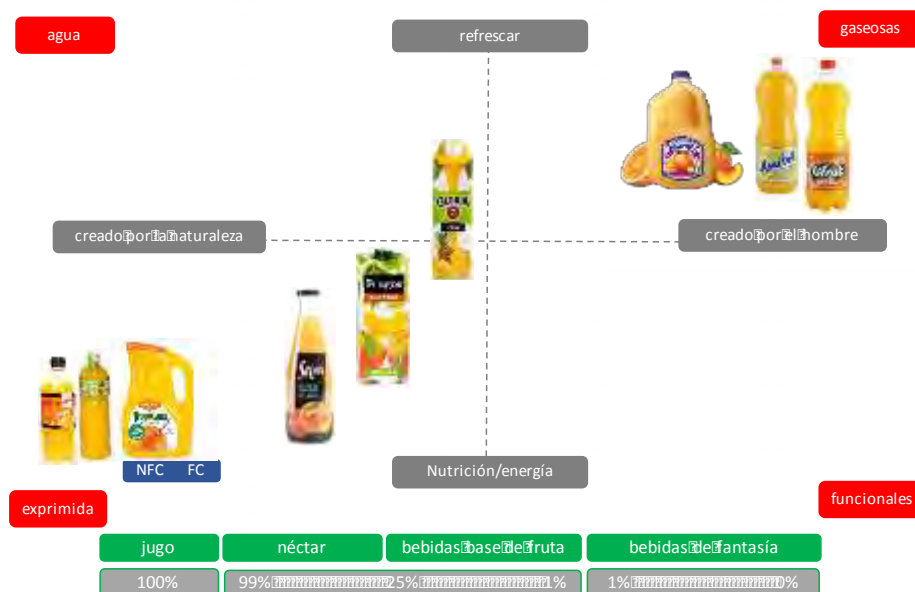 agua
refrescar
gaseosas
creado por la naturaleza
creado por el hombre
NFC FC
Nutrición/energía
exprimida
funcionales
jugo
néctar
bebidas base de fruta
bebidas de fantasía
100%
99% 25% 1% 1% 0%